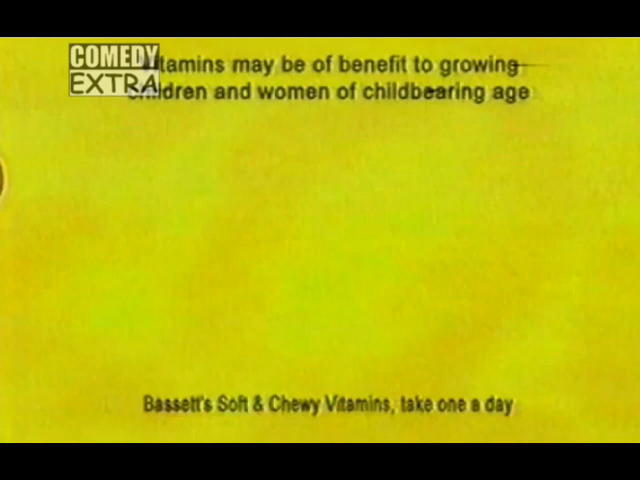 COMEDY
EXTRA
Vitamins may be of benefit to growing
children and women of childbearing age
Bassett's Soft & Chewy Vitamins, take one a day